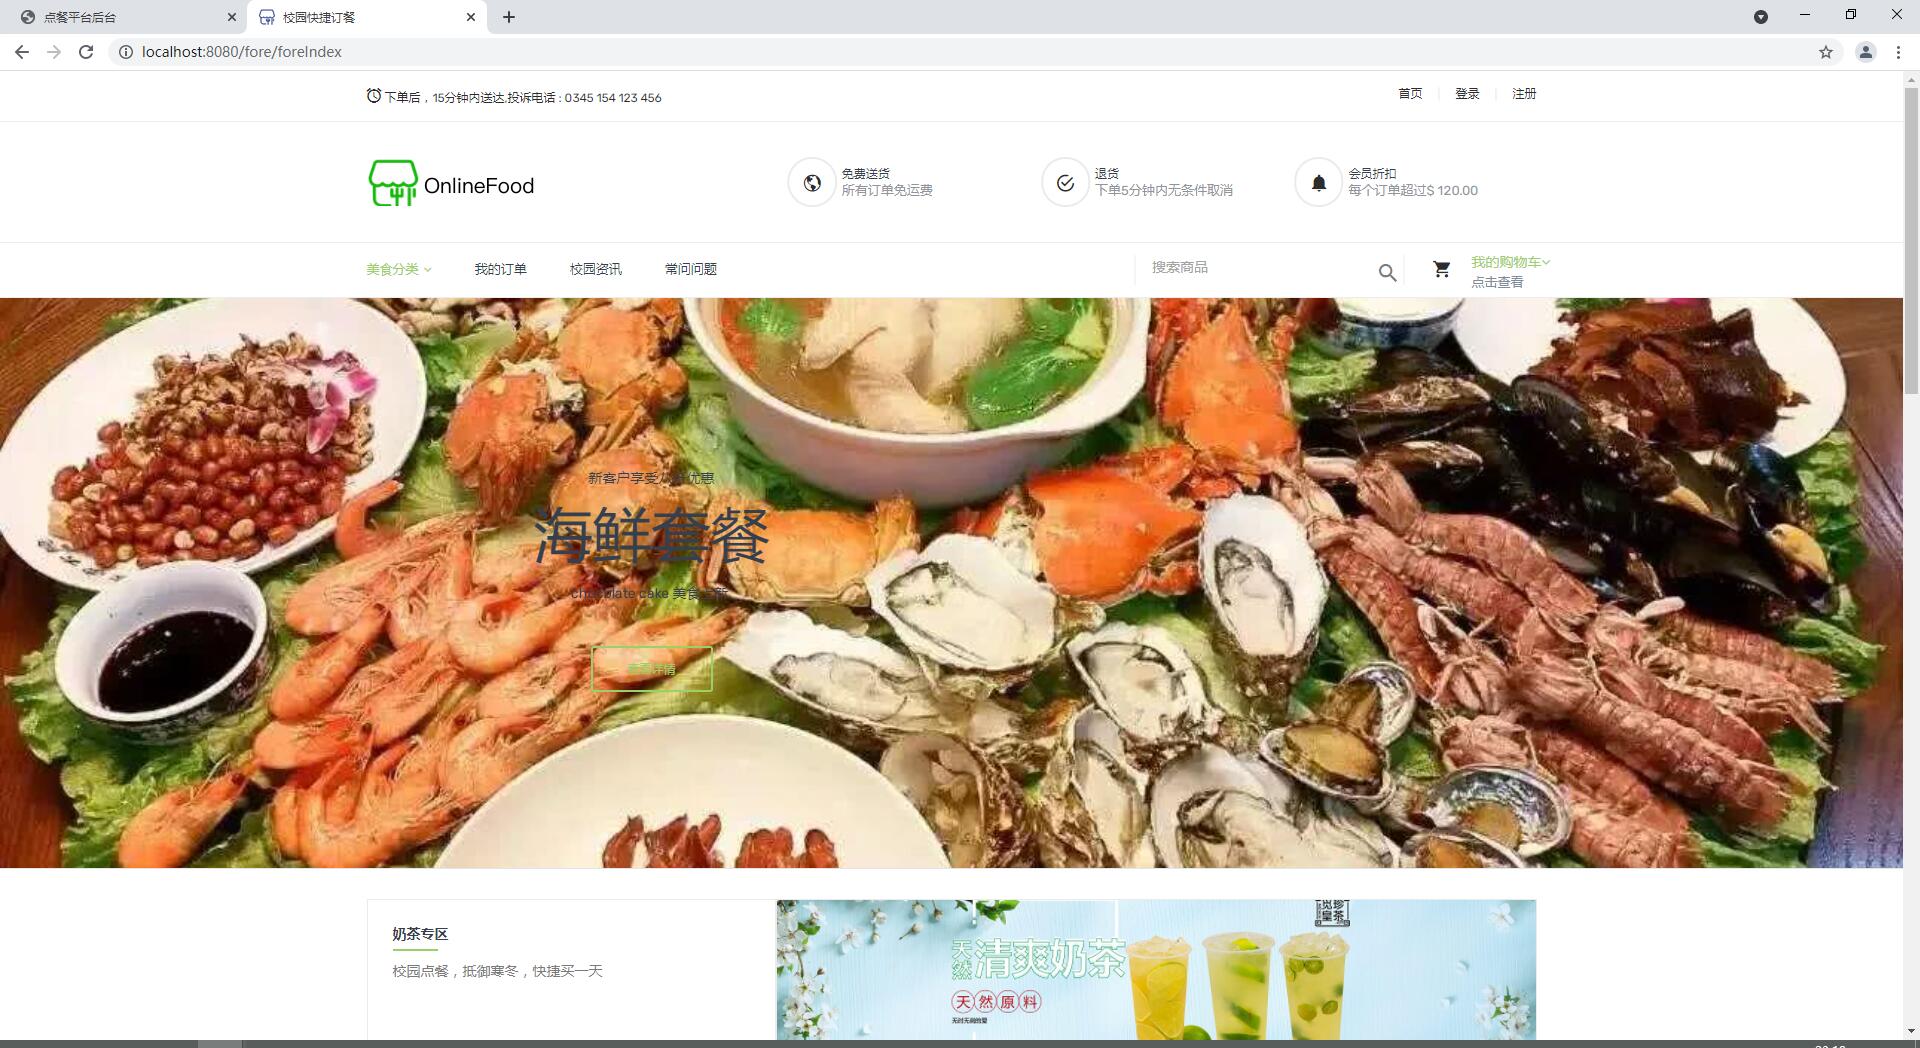 点餐平台后台
校园快捷订餐
localhost:8080/fore/foreIndex
下单后，15分钟内送达,投诉电话 : 0345 154 123 456
首页
登录
注册
OnlineFood
免费送货
所有订单免运费
退货
下单5分钟内无条件取消
会员折扣
每个订单超过$ 120.00
美食分类
我的订单
校园资讯
常问问题
搜索商品
我的购物车
点击查看
新客户享受 优惠
海鲜套餐
chocolate cake 美食
详情
奶茶专区
校园点餐，抵御寒冬，快捷买一天
天然
清爽奶茶
天然原料